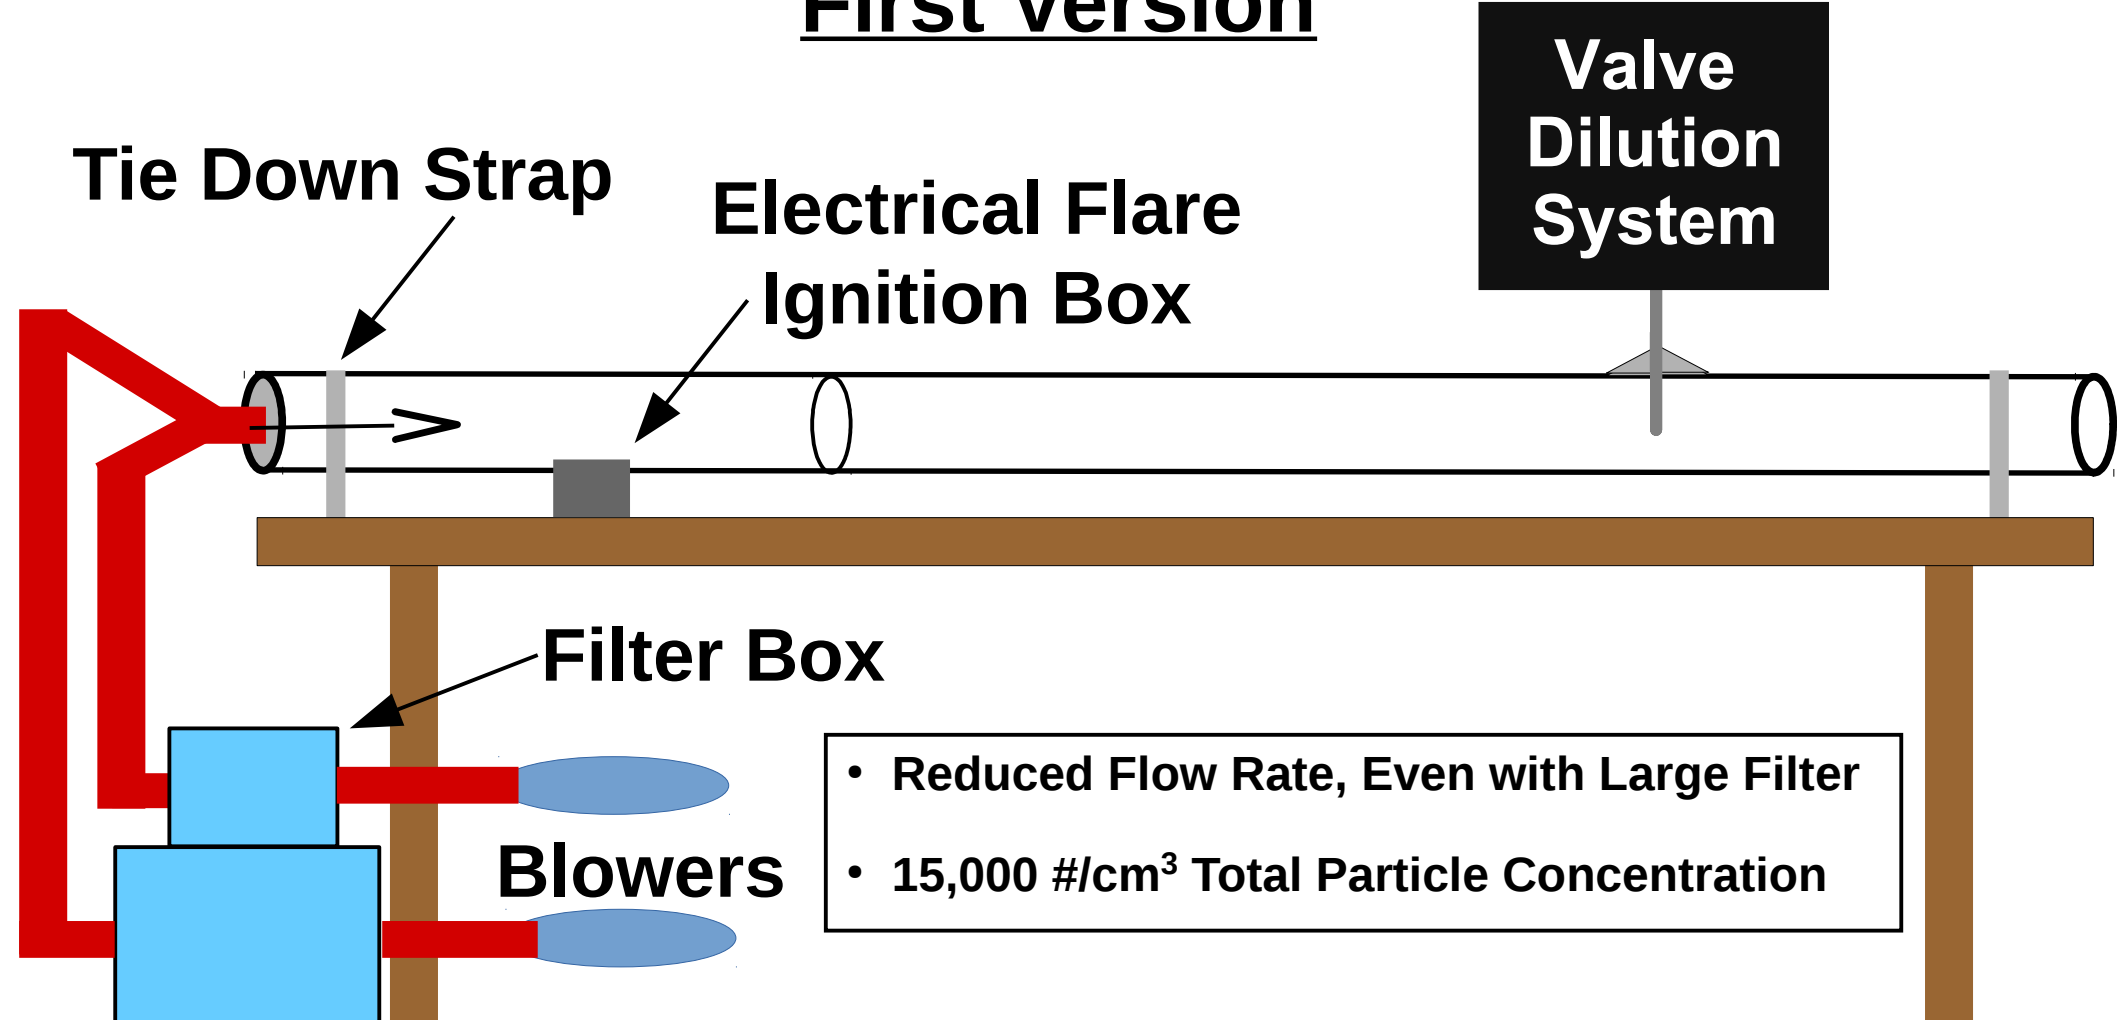 First Version
Valve
Dilution
System
Tie Down Strap
Electrical Flare
Ignition Box
Filter Box
Blowers
• Reduced Flow Rate, Even with Large Filter
• 15,000 #/cm³ Total Particle Concentration